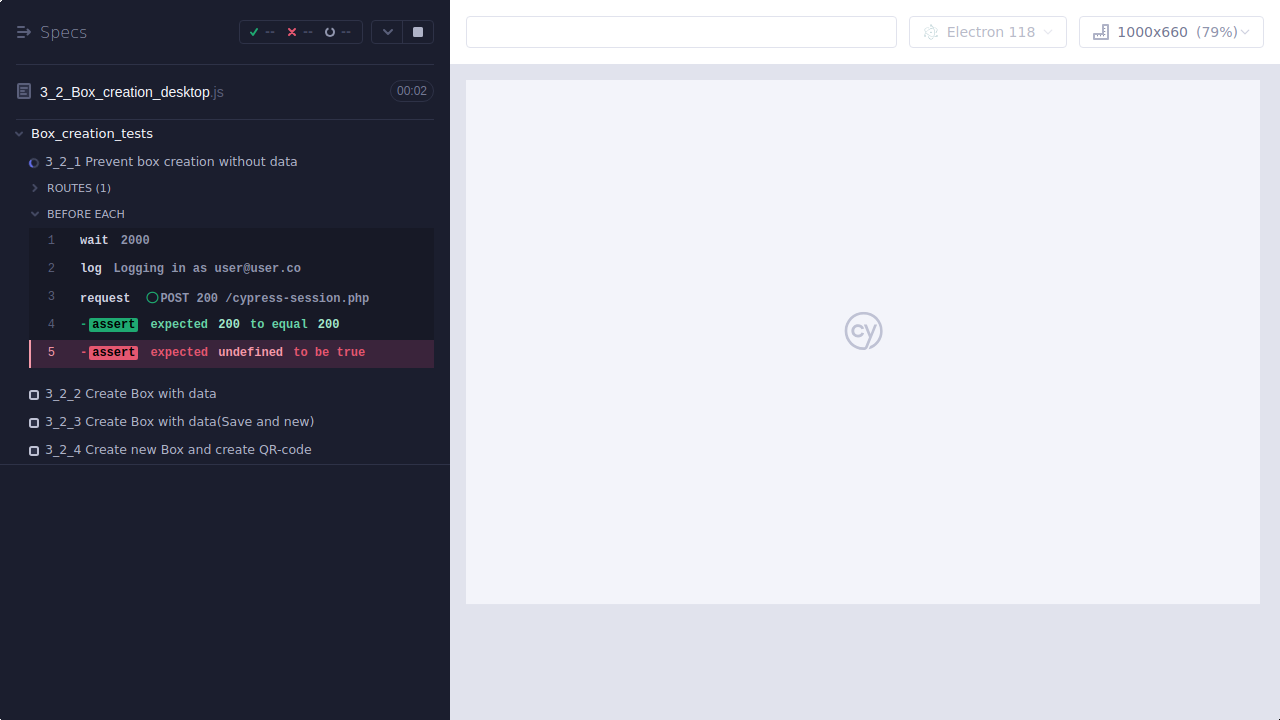 Specs
-- -- --
3_2_Box_creation_desktop.js
00:02
Box_creation_tests
3_2_1 Prevent box creation without data
ROUTES (1)
BEFORE EACH
1 wait 2000
2 log Logging in as user@user.co
3 request POST 200 /cypress-session.php
4 -assert expected 200 to equal 200
5 -assert expected undefined to be true
3_2_2 Create Box with data
3_2_3 Create Box with data(Save and new)
3_2_4 Create new Box and create QR-code
Electron 118
1000x660 (79%)
cy